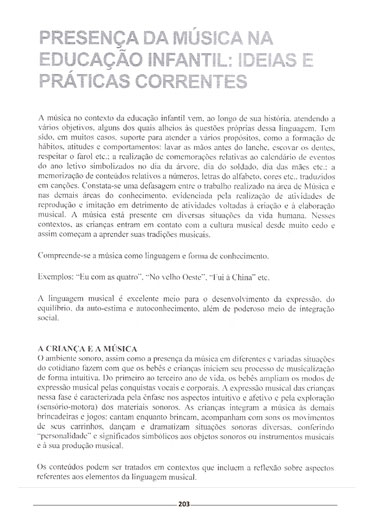 PRESENÇA DA MÚSICA NA
EDUCAÇÃO INFANTIL: IDEIAS E
PRÁTICAS CORRENTES
A música no contexto da educação infantil vem, ao longo de sua história, atendendo a
vários objetivos, alguns dos quais alheios às questões próprias dessa linguagem. Tem
sido, em muitos casos, suporte para atender a vários propósitos, como a formação de
hábitos, atitudes e comportamentos: lavar as mãos antes do lanche, escovar os dentes,
respeitar o farol etc.; a realização de comemorações relativas ao calendário de eventos
do ano letivo simbolizados no dia da árvore, dia do soldado, dia das mães etc.; a
memorização de conteúdos relativos a números, letras do alfabeto, cores etc., traduzidos
em canções. Constata-se uma defasagem entre o trabalho realizado na área de Música e
nas demais áreas do conhecimento, evidenciada pela realização de atividades de
reprodução e imitação em detrimento de atividades voltadas à criação e à elaboração
musical. A música está presente em diversas situações da vida humana. Nesses
contextos, as crianças entram em contato com a cultura musical desde muito cedo e
assim começam a aprender suas tradições musicais.
Compreende-se a música como linguagem e forma de conhecimento.
Exemplos: "Eu com as quatro", "No velho Oeste", "Fui à China" etc.
A linguagem musical é excelente meio para o desenvolvimento da expressão, do
equilíbrio, da auto-estima e autoconhecimento, além de poderoso meio de integração
social.
A CRIANÇA E A MÚSICA
O ambiente sonoro, assim como a presença da música em diferentes e variadas situações
do cotidiano fazem com que os bebês e crianças iniciem seu processo de musicalização
de forma intuitiva. Do primeiro ao terceiro ano de vida, os bebês ampliam os modos de
expressão musical pelas conquistas vocais e corporais. A expressão musical das crianças
nessa fase é caracterizada pela ênfase nos aspectos intuitivo e afetivo e pela exploração
(sensório-motora) dos materiais sonoros. As crianças integram a música às demais
brincadeiras e jogos: cantam enquanto brincam, acompanham com sons os movimentos
de seus carrinhos, dançam e dramatizam situações sonoras diversas, conferindo
"personalidade" e significados simbólicos aos objetos sonoros ou instrumentos musicais
e à sua produção musical.
Os conteúdos podem ser tratados em contextos que incluem a reflexão sobre aspectos
referentes aos elementos da linguagem musical.
203